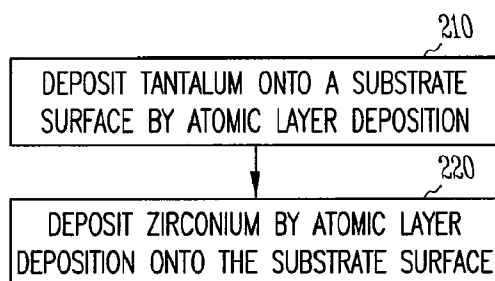 210
DEPOSIT TANTALUM ONTO A SUBSTRATE
SURFACE BY ATOMIC LAYER DEPOSITION
220
DEPOSIT ZIRCONIUM BY ATOMIC LAYER
DEPOSITION ONTO THE SUBSTRATE SURFACE